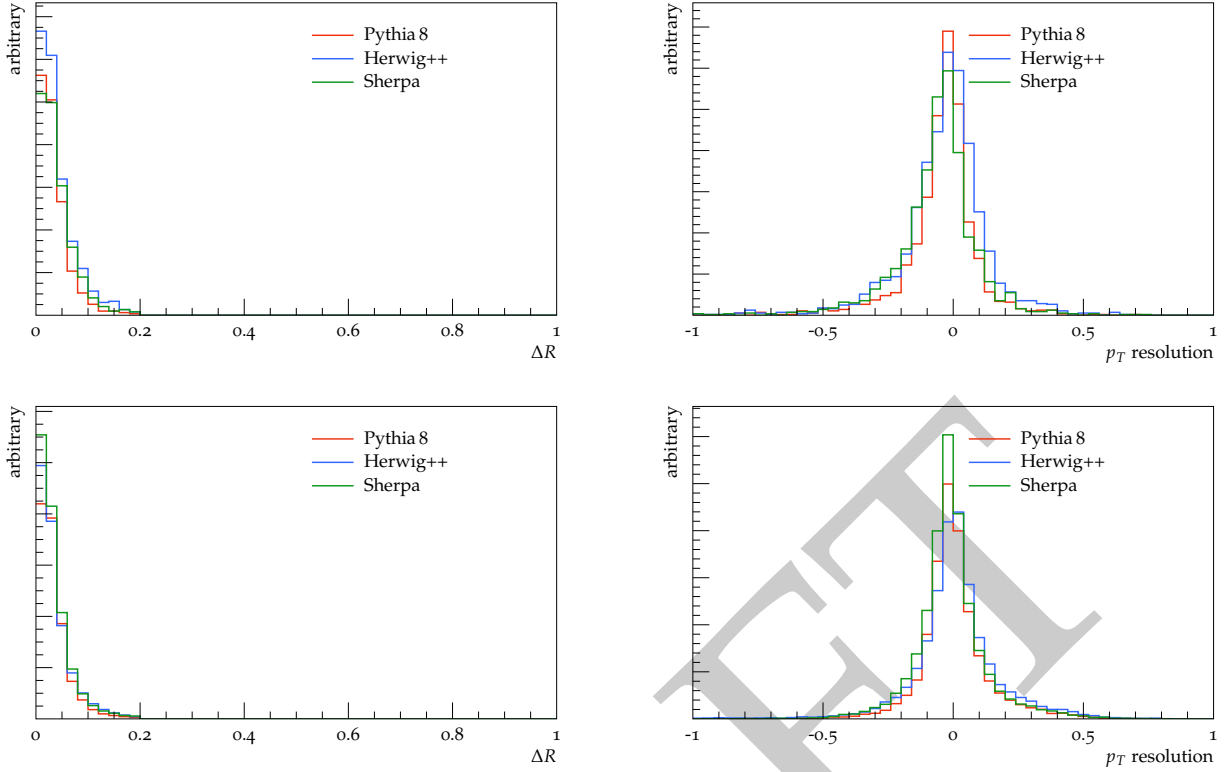 arbitrary
Pythia 8
Herwig++
Sherpa
0 0.2 0.4 0.6 0.8 1
ΔR
arbitrary
Pythia 8
Herwig++
Sherpa
-1 -0.5 0 0.5 1
p_T resolution
arbitrary
Pythia 8
Herwig++
Sherpa
0 0.2 0.4 0.6 0.8 1
ΔR
arbitrary
Pythia 8
Herwig++
Sherpa
-1 -0.5 0 0.5 1
p_T resolution
FT